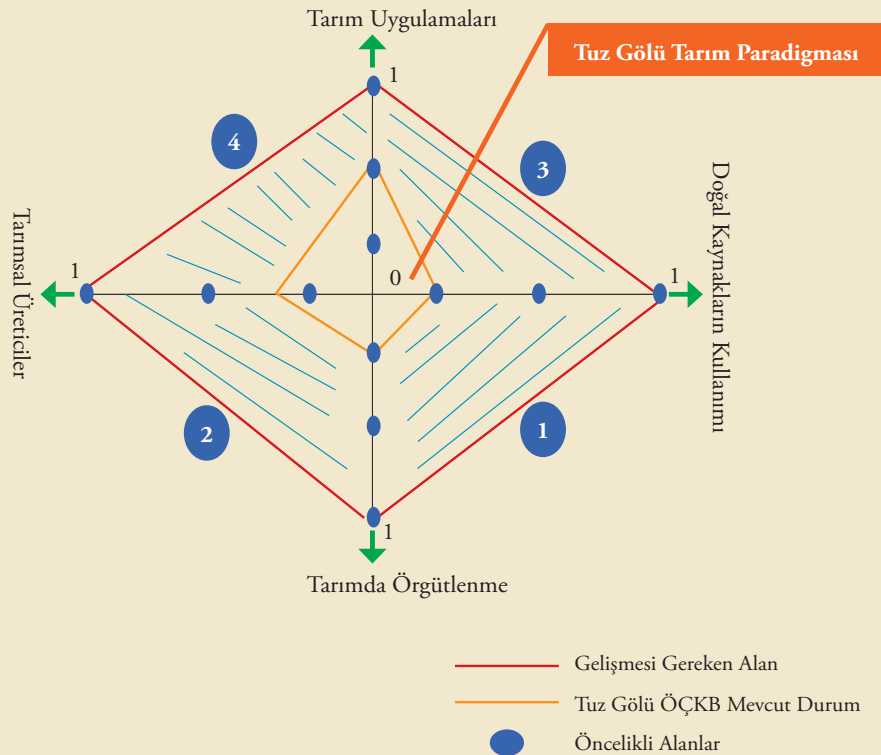 Tarım Uygulamaları
Tuz Gölü Tarım Paradigması
1
4
3
Doğal Kaynakların Kullanımı
Tarımsal Üreticiler
1
0
1
2
1
1
Tarımda Örgütlenme
Gelişmesi Gereken Alan
Tuz Gölü ÖÇKB Mevcut Durum
Öncelikli Alanlar